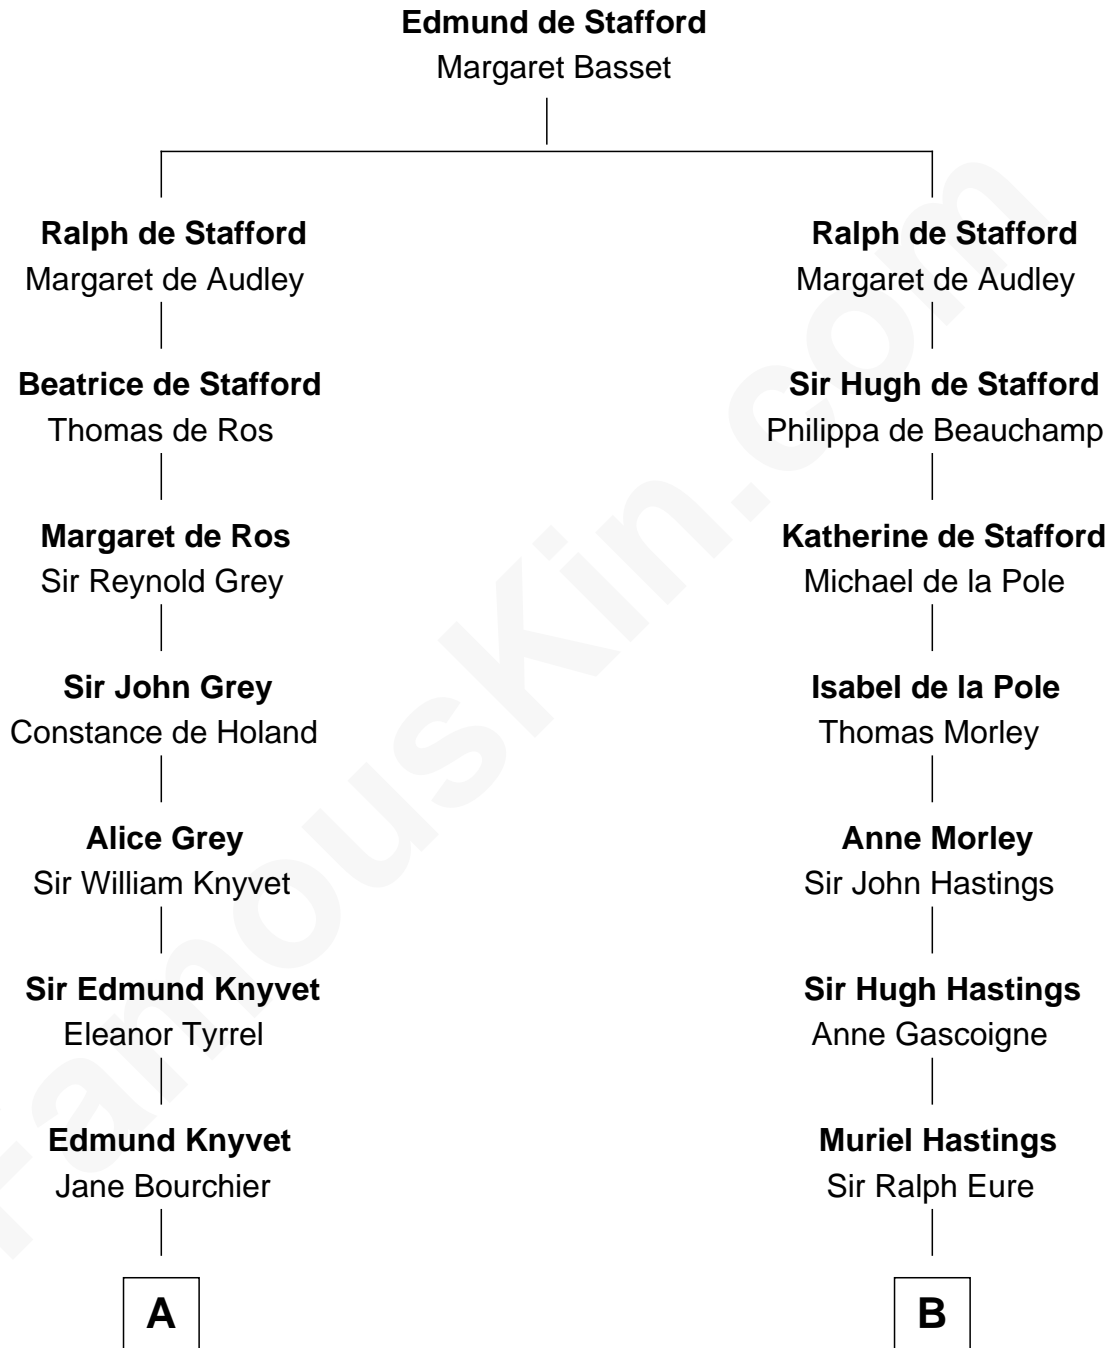 Edmund de Stafford
Margaret Basset
Ralph de Stafford
Margaret de Audley
Ralph de Stafford
Margaret de Audley
Beatrice de Stafford
Thomas de Ros
Sir Hugh de Stafford
Philippa de Beauchamp
Margaret de Ros
Sir Reynold Grey
Katherine de Stafford
Michael de la Pole
Sir John Grey
Constance de Holand
Isabel de la Pole
Thomas Morley
Alice Grey
Sir William Knyvet
Anne Morley
Sir John Hastings
Sir Edmund Knyvet
Eleanor Tyrrel
Sir Hugh Hastings
Anne Gascoigne
Edmund Knyvet
Jane Bourchier
Muriel Hastings
Sir Ralph Eure
A
B
FamousKin.com